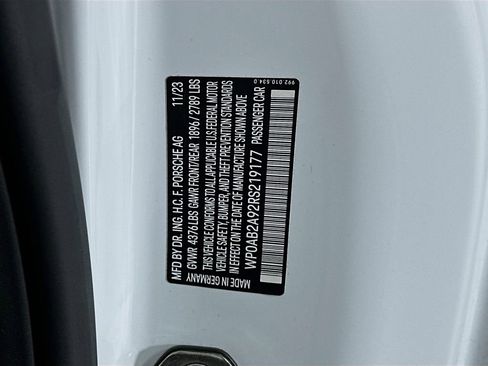 MFD BY DR. ING. H.C. F. PORSCHE AG 11/23
GVWR 4376 LBS GAWR FRONT/REAR 1896/2789 LBS
THIS VEHICLE CONFORMS TO ALL APPLICABLE U.S FEDERAL MOTOR
VEHICLE SAFETY, BUMPER, AND THEFT PREVENTION STANDARDS
IN EFFECT ON THE DATE OF MANUFACTURE SHOWN ABOVE
WP0AB2A92RS219177 PASSENGER CAR
MADE IN GERMANY
992.010.534.0